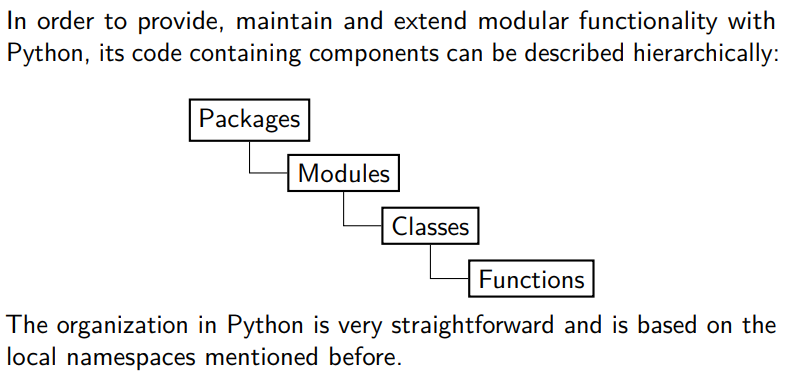 In order to provide, maintain and extend modular functionality with
Python, its code containing components can be described hierarchically:
Packages
Modules
Classes
Functions
The organization in Python is very straightforward and is based on the
local namespaces mentioned before.